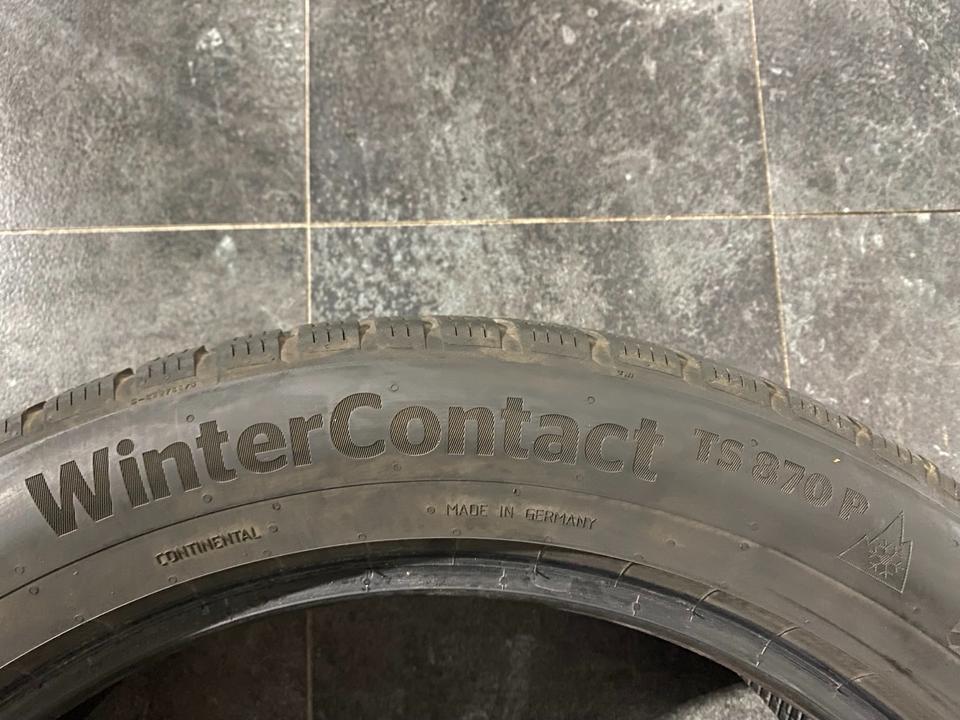 WinterContact TS 870 P
CONTINENTAL
MADE IN GERMANY